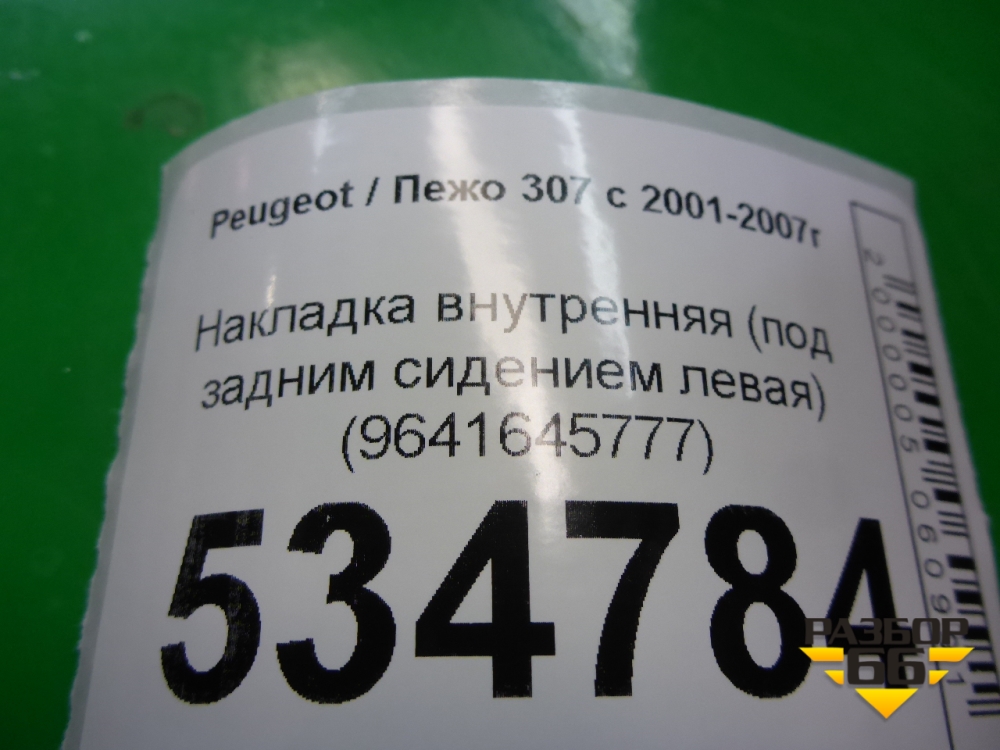 Peugeot / Пежо 307 с 2001-2007г
Накладка внутренняя (под
задним сидением левая)
(9641645777)
534784
РАЗБОР
66